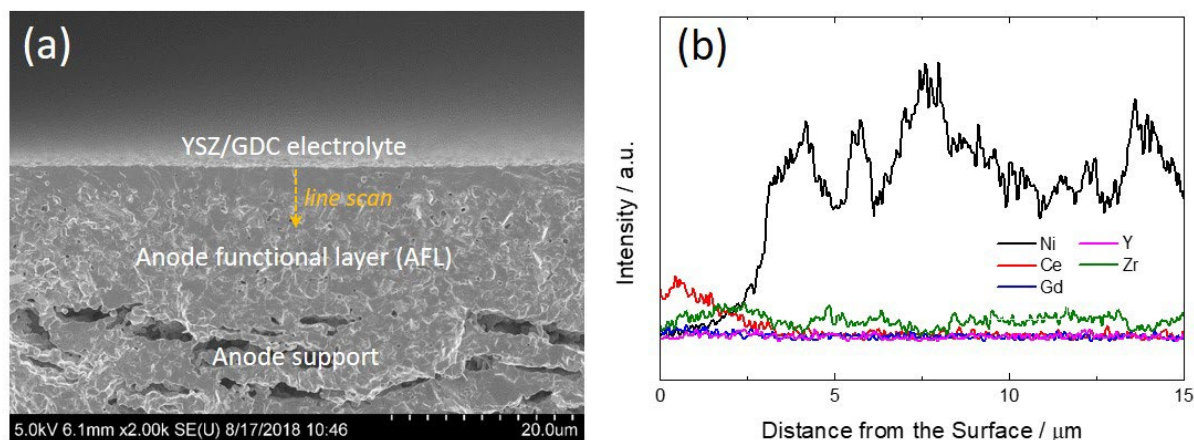 (a)
YSZ/GDC electrolyte
line scan
Anode functional layer (AFL)
Anode support
5.0kV 6.1mm x2.00k SE(U) 8/17/2018 10:46 20.0um
(b)
Intensity / a.u.
Ni Y
Ce Zr
Gd
0 5 10 15
Distance from the Surface / μm